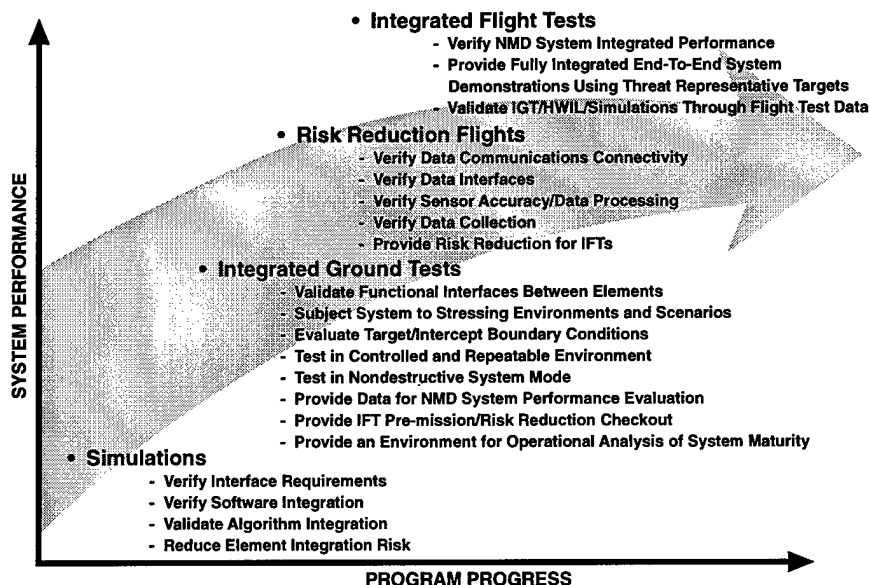 • Integrated Flight Tests
- Verify NMD System Integrated Performance
- Provide Fully Integrated End-To-End System
Demonstrations Using Threat Representative Targets
- Validate IGT/HWIL/Simulations Through Flight Test Data
• Risk Reduction Flights
- Verify Data Communications Connectivity
- Verify Data Interfaces
- Verify Sensor Accuracy/Data Processing
- Verify Data Collection
- Provide Risk Reduction for IFTs
• Integrated Ground Tests
- Validate Functional Interfaces Between Elements
- Subject System to Stressing Environments and Scenarios
- Evaluate Target/Intercept Boundary Conditions
- Test in Controlled and Repeatable Environment
- Test in Nondestructive System Mode
- Provide Data for NMD System Performance Evaluation
- Provide IFT Pre-mission/Risk Reduction Checkout
- Provide an Environment for Operational Analysis of System Maturity
• Simulations
- Verify Interface Requirements
- Verify Software Integration
- Validate Algorithm Integration
- Reduce Element Integration Risk
SYSTEM PERFORMANCE
PROGRAM PROGRESS